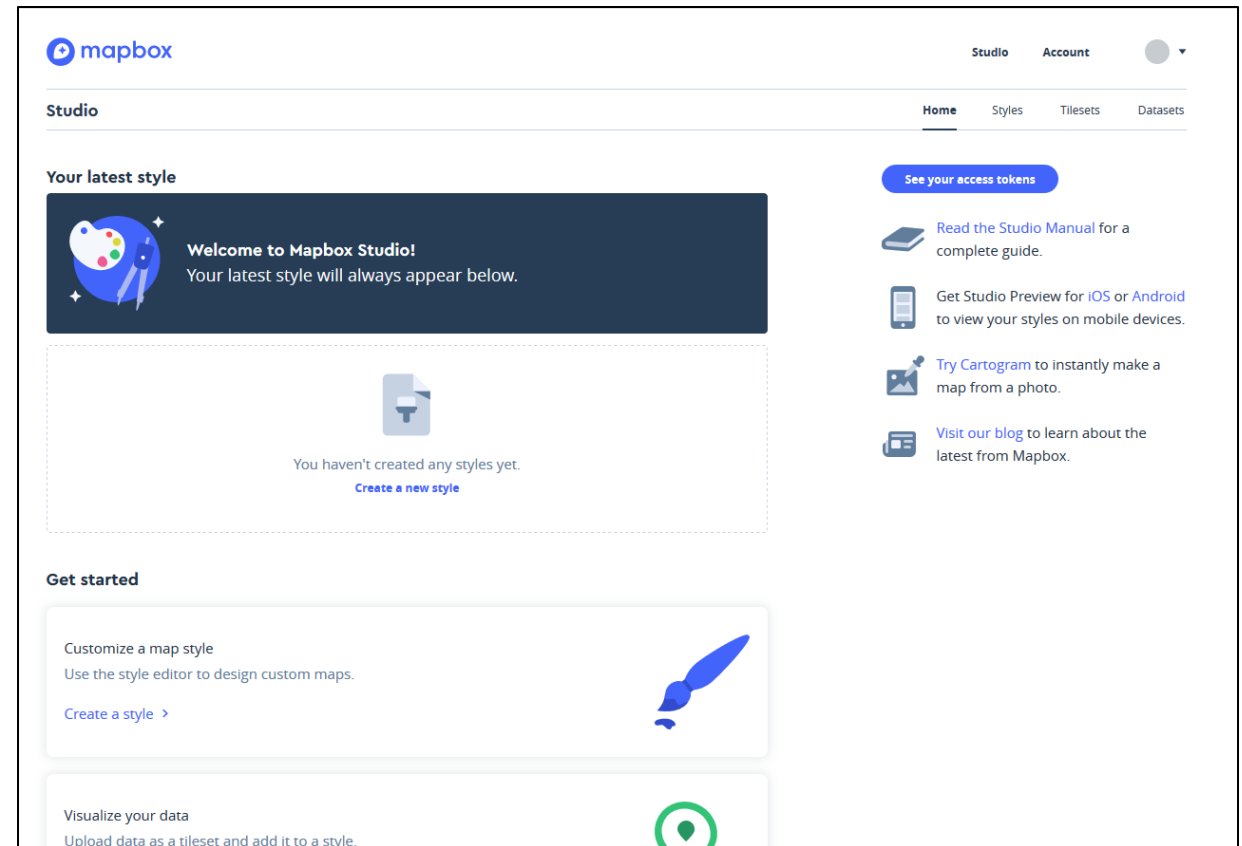 mapbox
Studio
Account
Studio
Home
Styles
Tilesets
Datasets
Your latest style
Welcome to Mapbox Studio!
Your latest style will always appear below.
You haven't created any styles yet.
Create a new style
See your access tokens
Read the Studio Manual for a
complete guide.
Get Studio Preview for iOS or Android
to view your styles on mobile devices.
Try Cartogram to instantly make a
map from a photo.
Visit our blog to learn about the
latest from Mapbox.
Get started
Customize a map style
Use the style editor to design custom maps.
Create a style
Visualize your data
Upload data as a tileset and add it to a style.